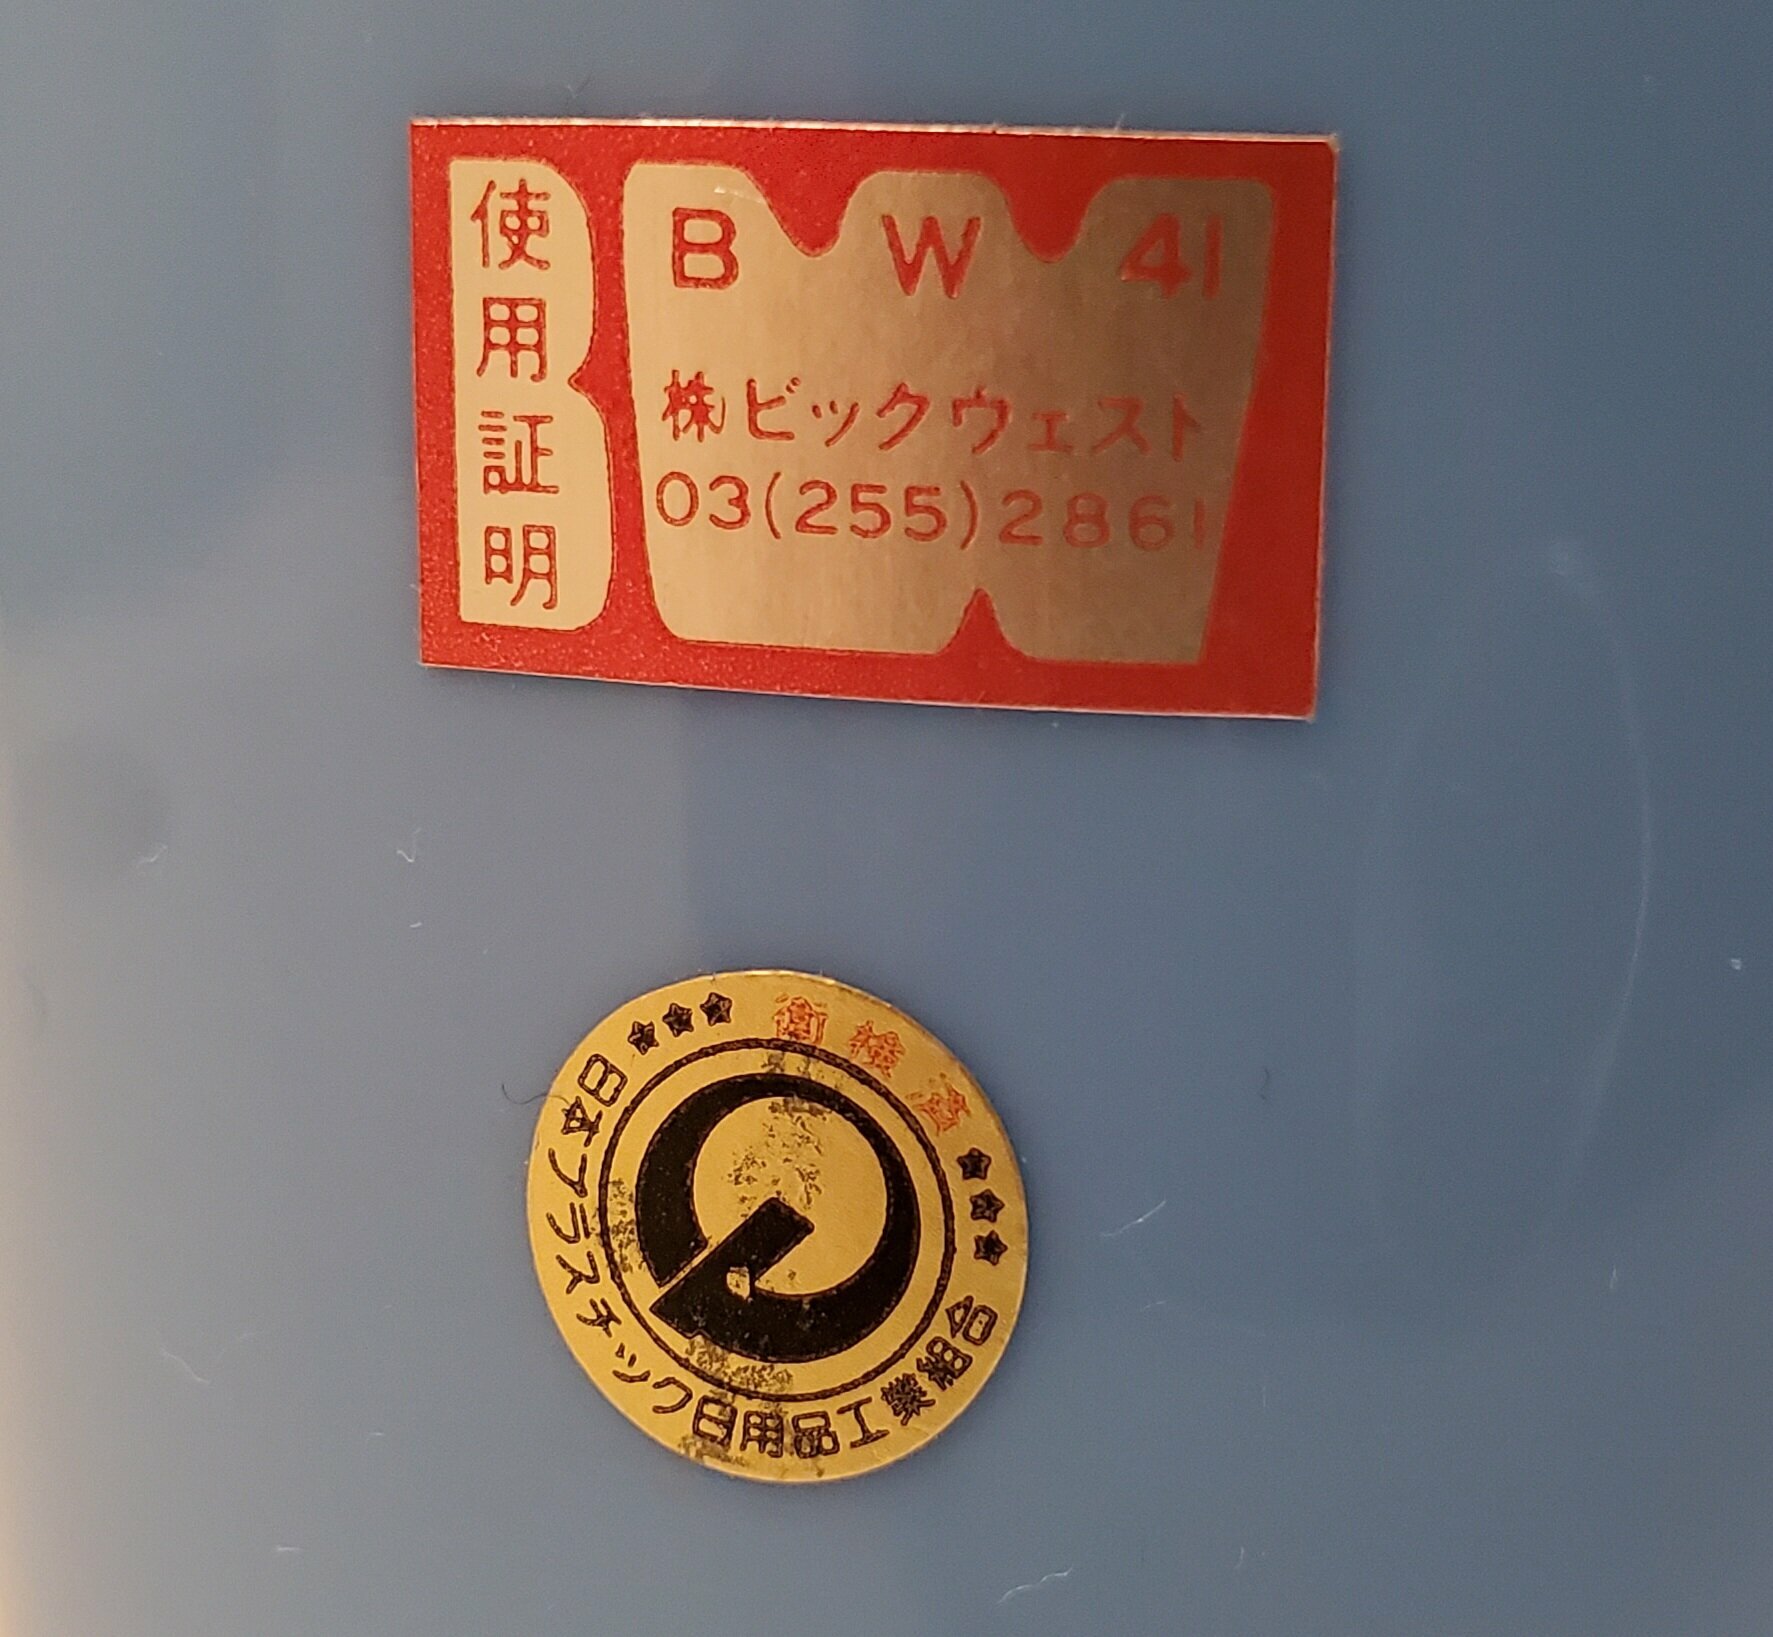 使用証明
B W 41
株ビックウェスト
03(255)2861
★★★ 衛検済 ★★★
日本プラスチック日用品工業組合